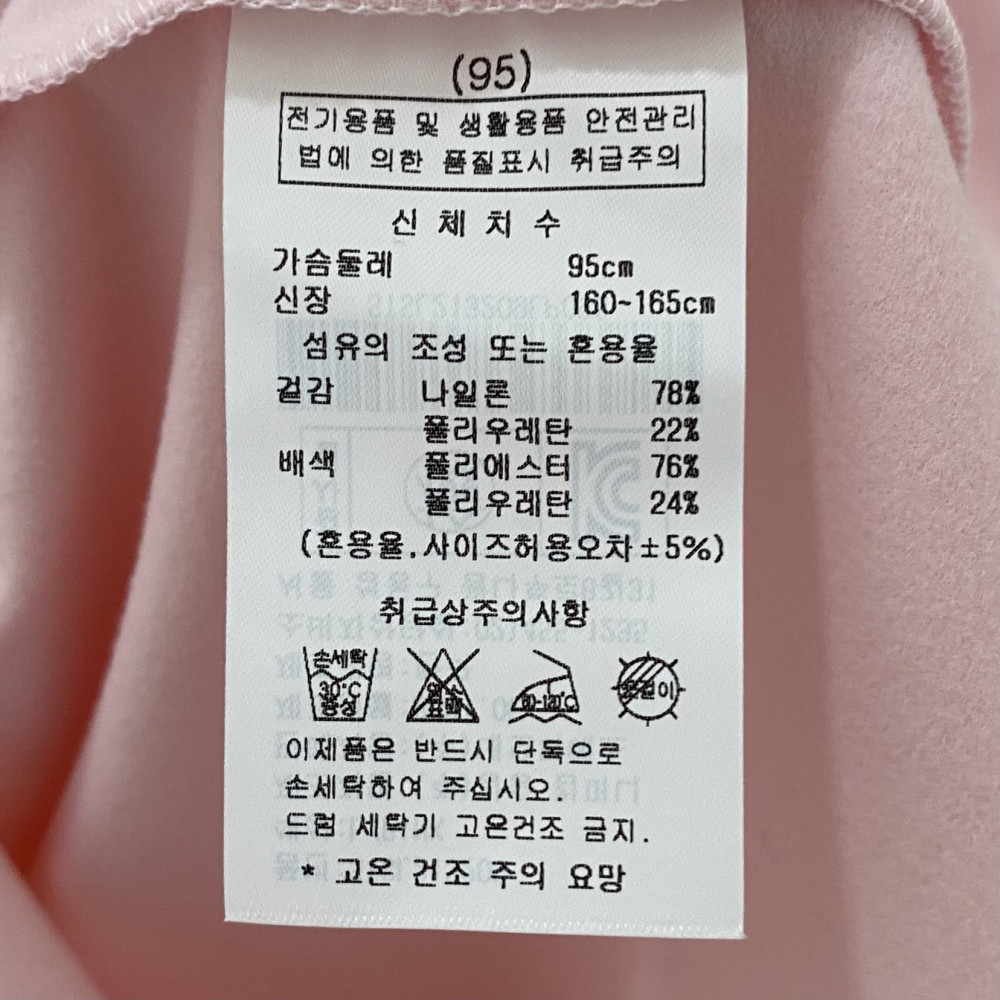 (95)
전기용품 및 생활용품 안전관리
법에 의한 품질표시 취급주의
신 체 치 수
가슴둘레 95cm
신장 160~165cm
섬유의 조성 또는 혼용율
겉감 나일론 78%
폴리우레탄 22%
배색 폴리에스터 76%
폴리우레탄 24%
(혼용율.사이즈허용오차±5%)
취급상주의사항
손세탁
30°C
중성
염소
표백
80-120°C
옷걸이
이제품은 반드시 단독으로
손세탁하여 주십시오.
드럼 세탁기 고온건조 금지.
* 고온 건조 주의 요망